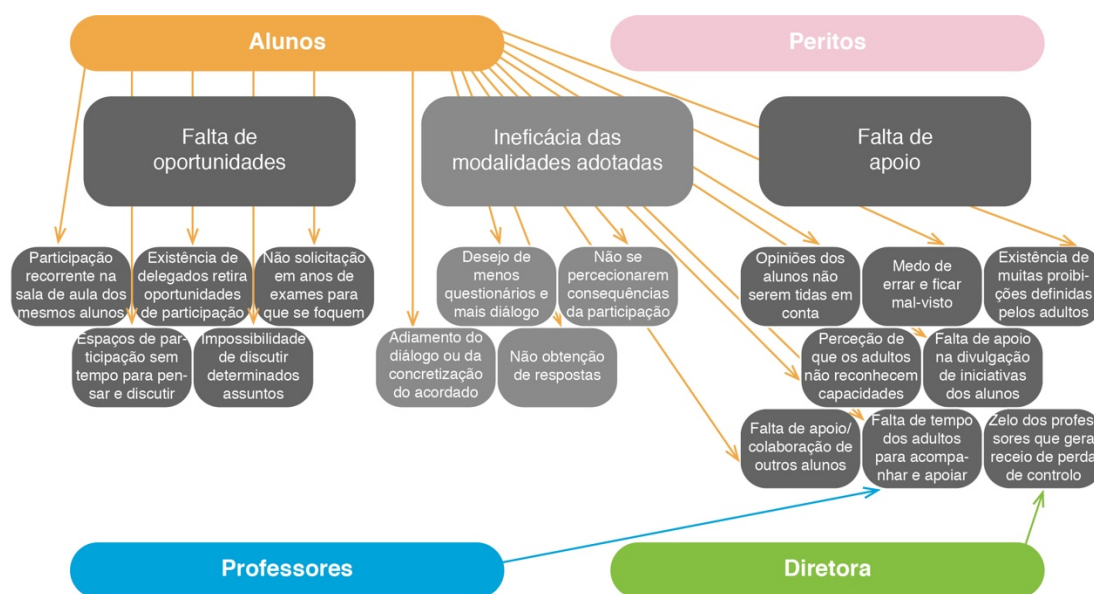 Alunos
Peritos
Falta de
oportunidades
Ineficácia das
modalidades adotadas
Falta de
apoio
Participação
recorrente na
sala de aula dos
mesmos alunos
Existência de
delegados retira
oportunidades
de participação
Não solicitação
em anos de
exames para
que se foquem
Desejo de
menos
questionários e
mais diálogo
Não se
percecionarem
consequências
da participação
Opiniões dos
alunos não
serem tidas em
conta
Medo de
errar e ficar
mal-visto
Existência de
muitas proibi-
ções definidas
pelos adultos
Espaços de par-
ticipação sem
tempo para pen-
sar e discutir
Impossibilidade
de discutir
determinados
assuntos
Adiamento do
diálogo ou da
concretização
do acordado
Não obtenção
de respostas
Perceção de
que os adultos
não reconhecem
capacidades
Falta de apoio
na divulgação
de iniciativas
dos alunos
Falta de apoio/
colaboração de
outros alunos
Falta de tempo
dos adultos
para acompa-
nhar e apoiar
Zelo dos profes-
sores que gera
receio de perda
de controlo
Professores
Diretora